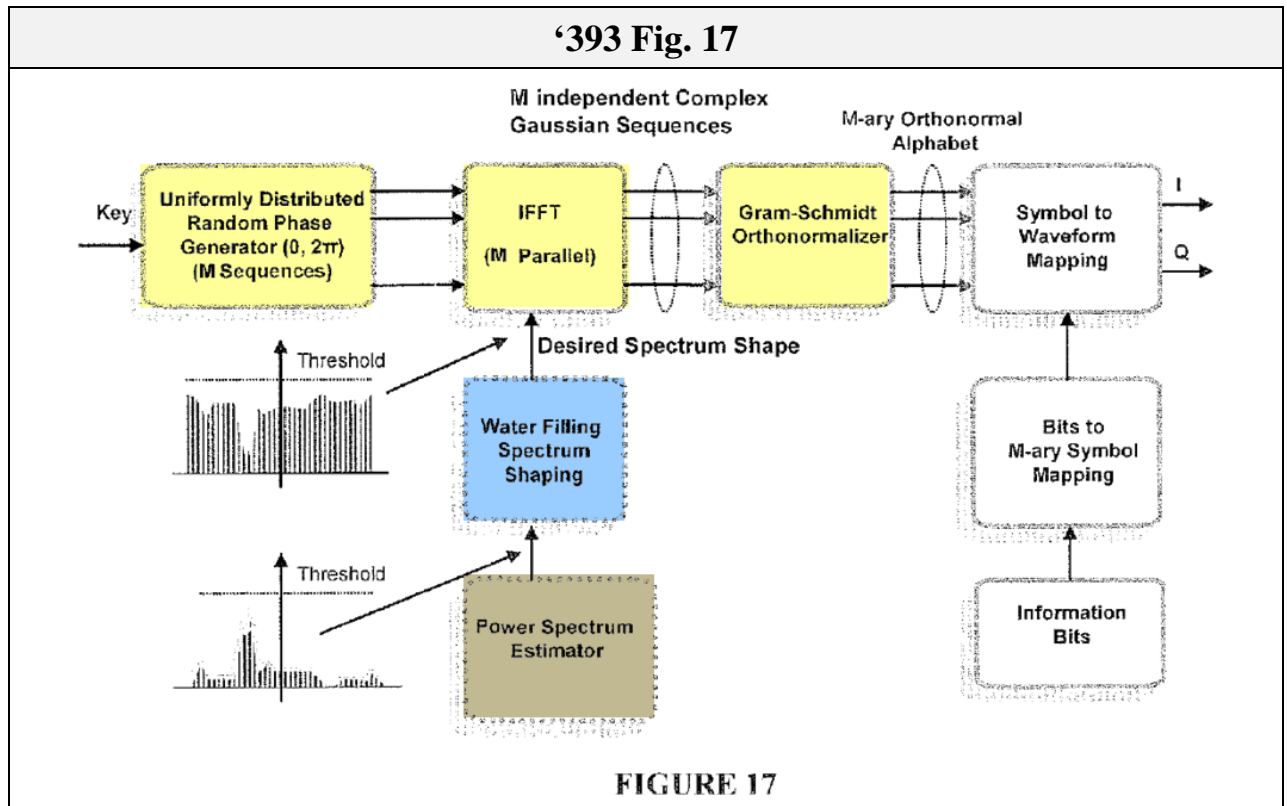 ‘393 Fig. 17
M independent Complex
Gaussian Sequences
M-ary Orthonormal
Alphabet
Key
Uniformly Distributed
Random Phase
Generator (0, 2π)
(M Sequences)
IFFT
(M Parallel)
Gram-Schmidt
Orthonormalizer
Symbol to
Waveform
Mapping
I
Q
Threshold
Desired Spectrum Shape
Water Filling
Spectrum
Shaping
Bits to
M-ary Symbol
Mapping
Threshold
Power Spectrum
Estimator
Information
Bits
FIGURE 17